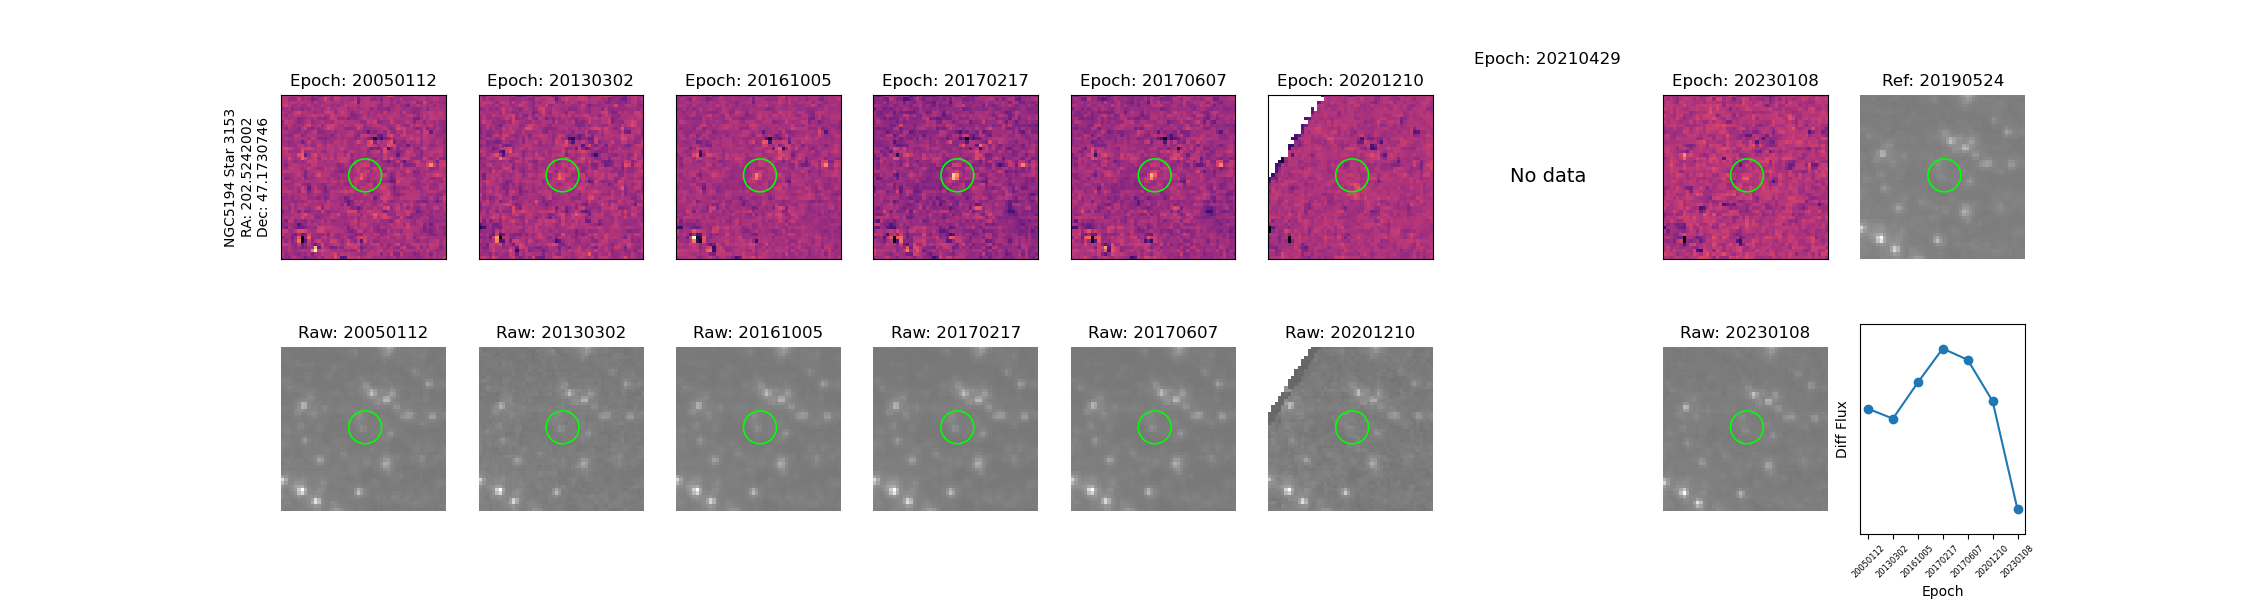 Epoch: 20050112
Epoch: 20130302
Epoch: 20161005
Epoch: 20170217
Epoch: 20170607
Epoch: 20201210
Epoch: 20210429
Epoch: 20230108
Ref: 20190524
NGC5194 Star 3153
RA: 202.5242002
Dec: 47.1730746
No data
Raw: 20050112
Raw: 20130302
Raw: 20161005
Raw: 20170217
Raw: 20170607
Raw: 20201210
Raw: 20230108
Diff Flux
20050112
20130302
20161005
20170217
20170607
20201210
20230108
Epoch